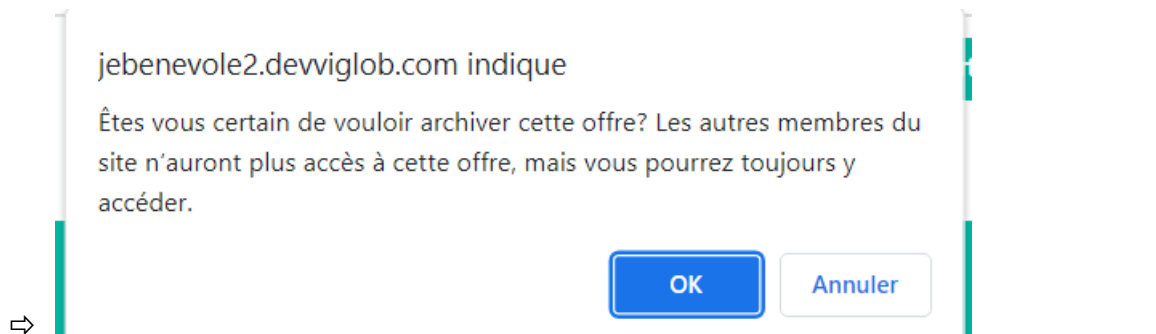 jebenevole2.devviglob.com indique
Êtes vous certain de vouloir archiver cette offre? Les autres membres du
site n'auront plus accès à cette offre, mais vous pourrez toujours y
accéder.
OK Annuler
⇨